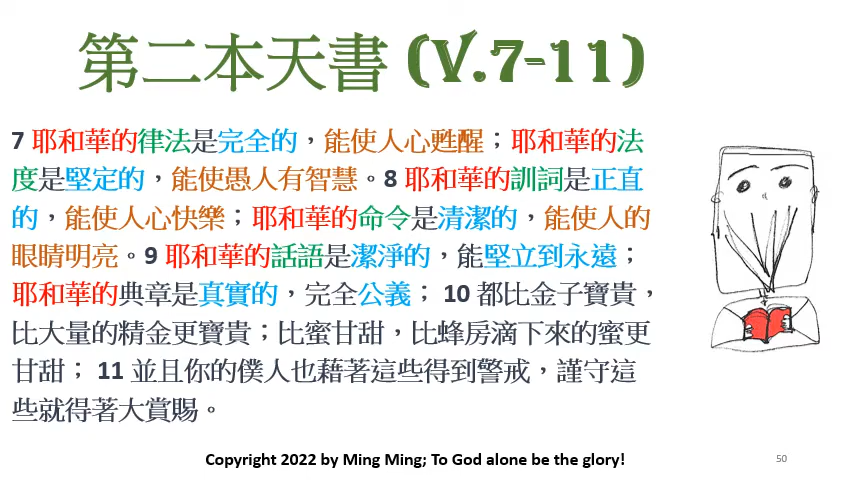 第二本天書 (V.7-11)
7 耶和華的律法是完全的，能使人心甦醒；耶和華的法
度是堅定的，能使愚人有智慧。8 耶和華的訓詞是正直
的，能使人心快樂；耶和華的命令是清潔的，能使人的
眼睛明亮。9 耶和華的話語是潔淨的，能堅立到永遠；
耶和華的典章是真實的，完全公義； 10 都比金子寶貴，
比大量的精金更寶貴；比蜜甘甜，比蜂房滴下來的蜜更
甘甜； 11 並且你的僕人也藉著這些得到警戒，謹守這
些就得著大賞賜。
Copyright 2022 by Ming Ming; To God alone be the glory!
50